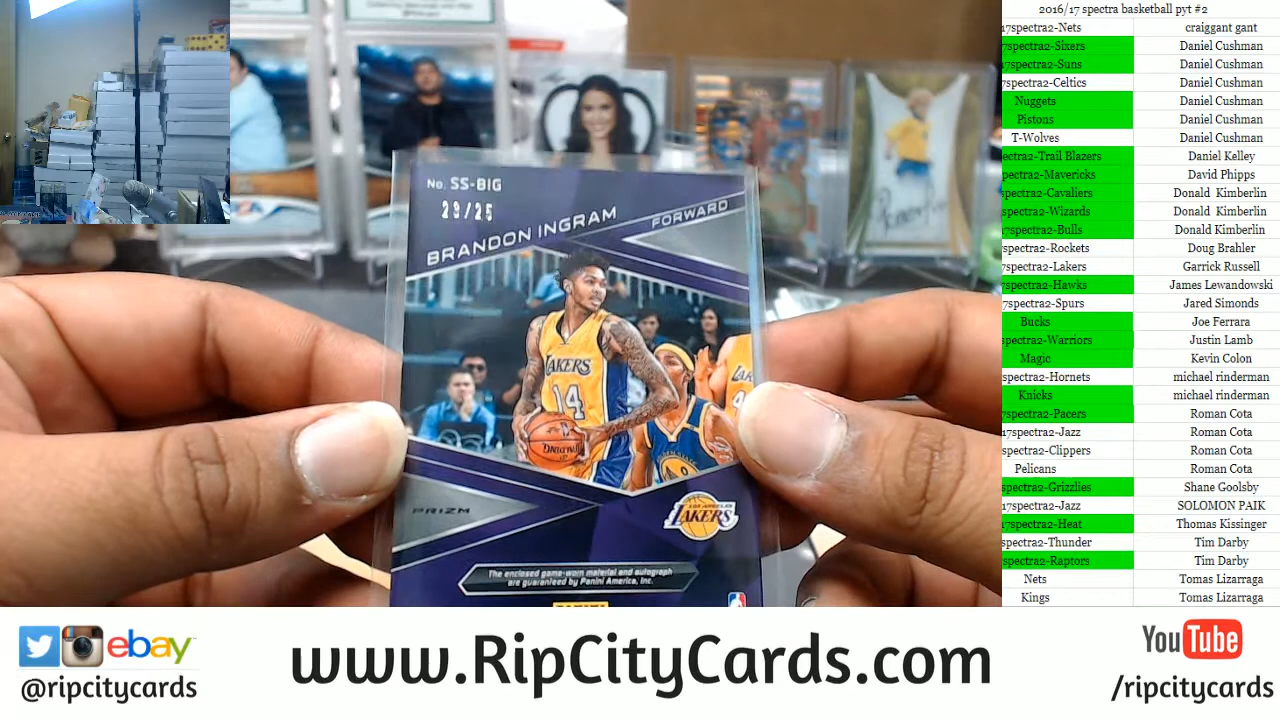 2016/17 spectra basketball pyt #2
17spectra2-Nets craiggant gant
7spectra2-Sixers Daniel Cushman
7spectra2-Suns Daniel Cushman
7spectra2-Celtics Daniel Cushman
Nuggets Daniel Cushman
Pistons Daniel Cushman
T-Wolves Daniel Cushman
ectra2-Trail Blazers Daniel Kelley
spectra2-Mavericks David Phipps
spectra2-Cavaliers Donald Kimberlin
spectra2-Wizards Donald Kimberlin
17spectra2-Bulls Donald Kimberlin
spectra2-Rockets Doug Brahler
spectra2-Lakers Garrick Russell
7spectra2-Hawks James Lewandowski
7spectra2-Spurs Jared Simonds
Bucks Joe Ferrara
spectra2-Warriors Justin Lamb
Magic Kevin Colon
spectra2-Hornets michael rinderman
Knicks michael rinderman
7spectra2-Pacers Roman Cota
17spectra2-Jazz Roman Cota
spectra2-Clippers Roman Cota
Pelicans Roman Cota
spectra2-Grizzlies Shane Goolsby
17spectra2-Jazz SOLOMON PAIK
17spectra2-Heat Thomas Kissinger
spectra2-Thunder Tim Darby
spectra2-Raptors Tim Darby
Nets Tomas Lizarraga
Kings Tomas Lizarraga
No. SS-BIG
23/25
BRANDON INGRAM
FORWARD
LAKERS
14
PRIZM
LOS ANGELES
LAKERS
The enclosed game-worn material and autograph
are guaranteed by Panini America, Inc.
PANINI
ebay
@ripcitycards
www.RipCityCards.com
YouTube
/ripcitycards